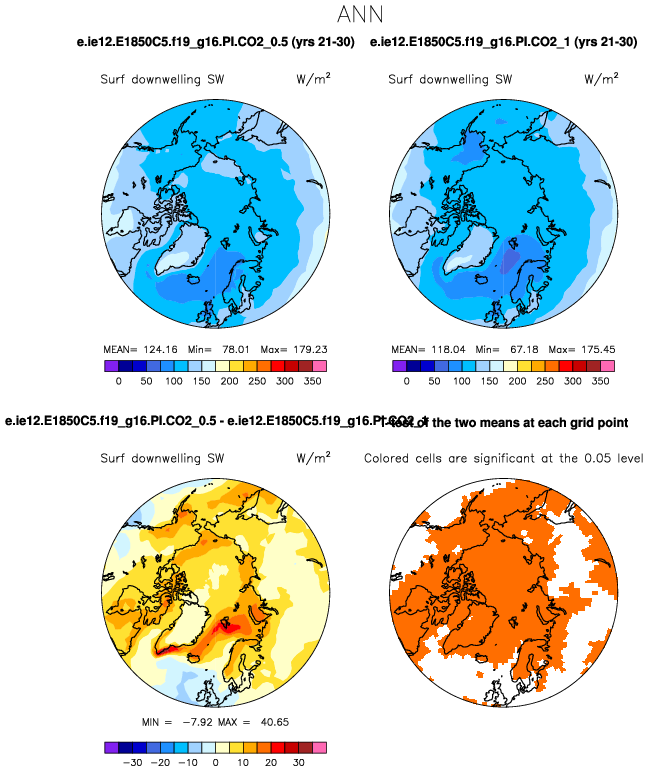 ANN
e.ie12.E1850C5.f19_g16.PI.CO2_0.5 (yrs 21-30)
e.ie12.E1850C5.f19_g16.PI.CO2_1 (yrs 21-30)
Surf downwelling SW W/m²
Surf downwelling SW W/m²
MEAN= 124.16 Min= 78.01 Max= 179.23
MEAN= 118.04 Min= 67.18 Max= 175.45
0 50 100 150 200 250 300 350
0 50 100 150 200 250 300 350
e.ie12.E1850C5.f19_g16.PI.CO2_0.5 - e.ie12.E1850C5.f19_g16.PI.CO2_1
T-test of the two means at each grid point
Surf downwelling SW W/m²
Colored cells are significant at the 0.05 level
MIN = -7.92 MAX = 40.65
-30 -20 -10 0 10 20 30